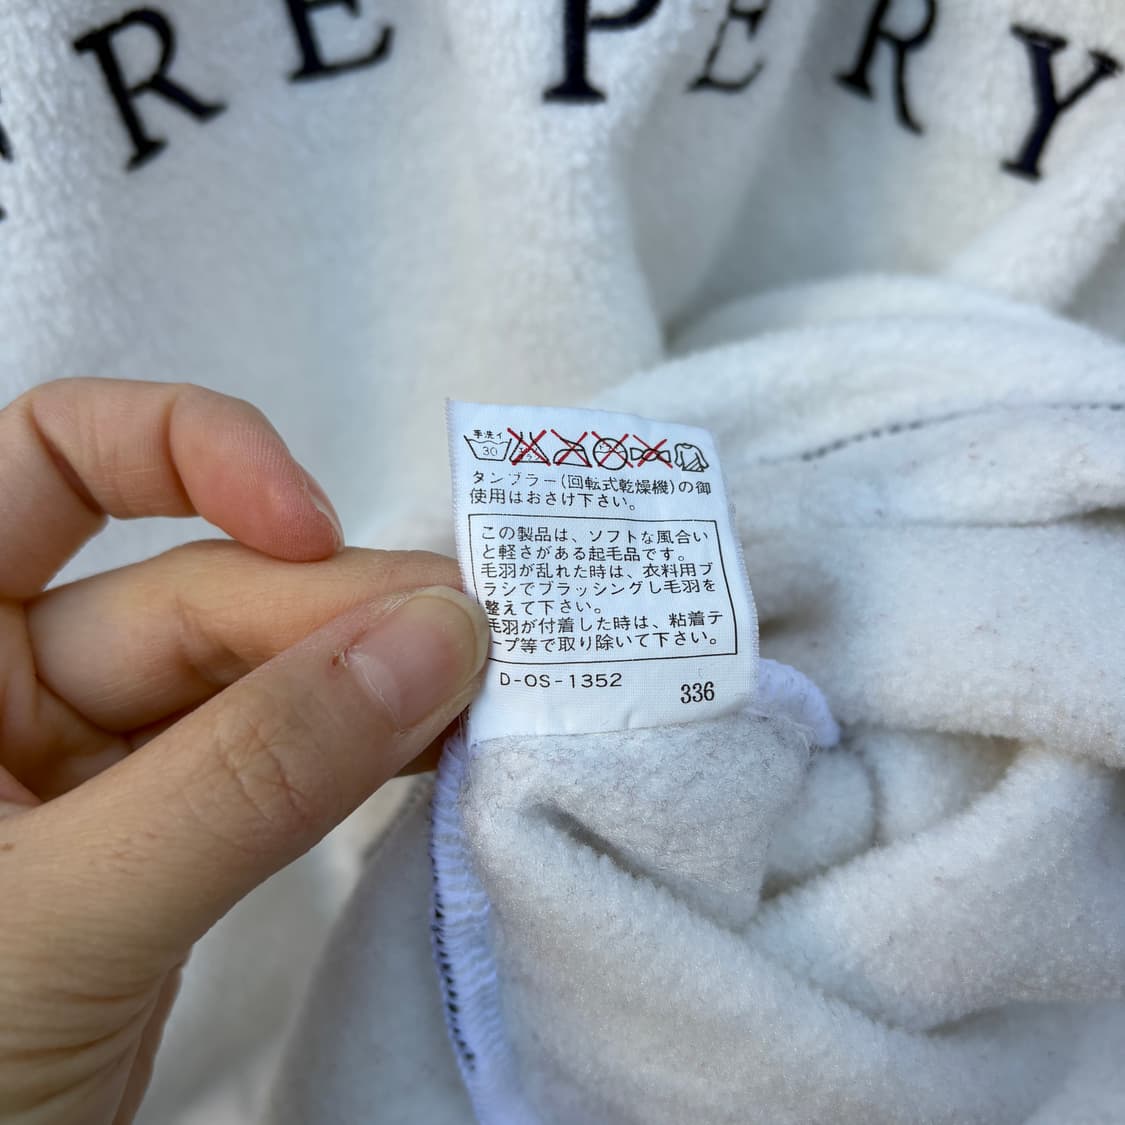 RE PERY
手洗イ
30
タンブラー(回転式乾燥機)の御
使用はおさけ下さい。
この製品は、ソフトな風合い
と軽さがある起毛品です。
毛羽が乱れた時は、衣料用ブ
ラシでブラッシングし毛羽を
整えて下さい。
毛羽が付着した時は、粘着テ
ープ等で取り除いて下さい。
D-OS-1352
336